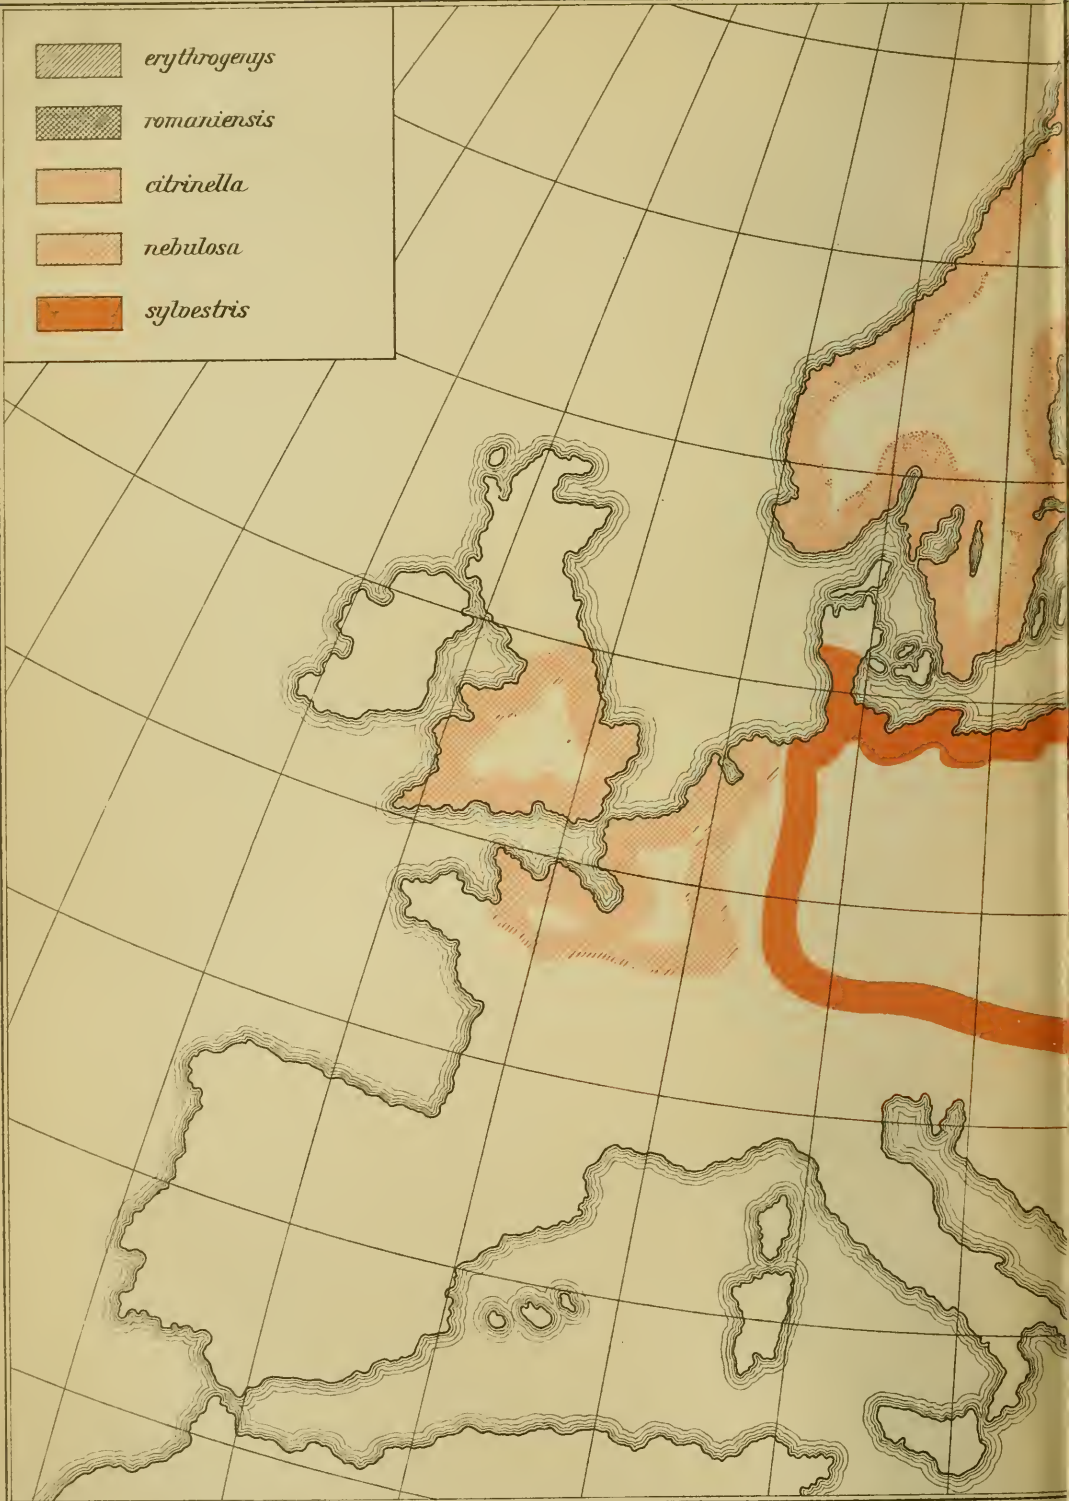 erythrogenys
romaniensis
citrinella
nebulosa
sylvestris